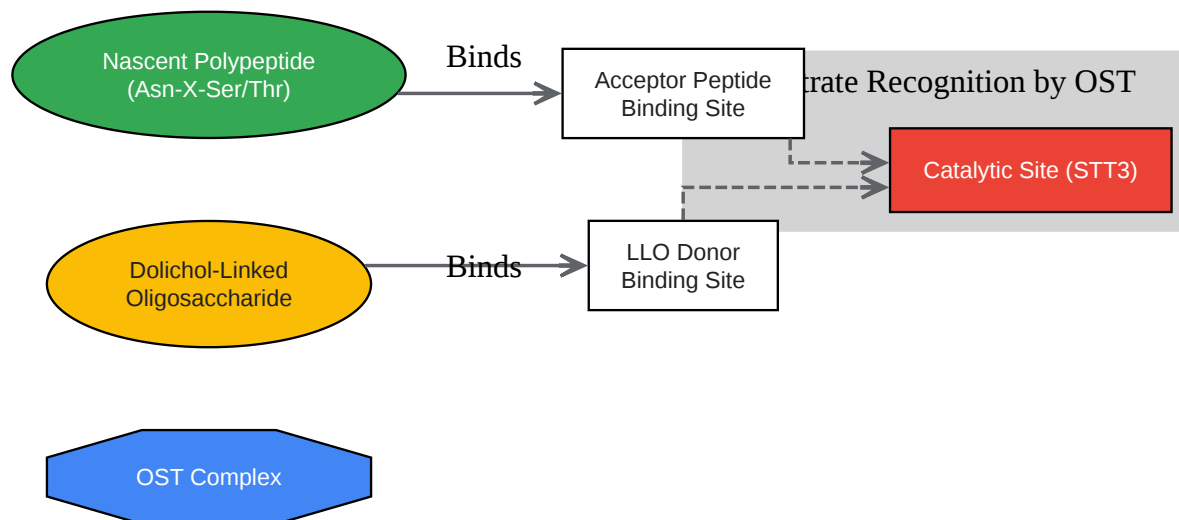 Nascent Polypeptide
(Asn-X-Ser/Thr)
Binds
Acceptor Peptide
Binding Site
trate Recognition by OST
Catalytic Site (STT3)
Dolichol-Linked
Oligosaccharide
Binds
LLO Donor
Binding Site
OST Complex